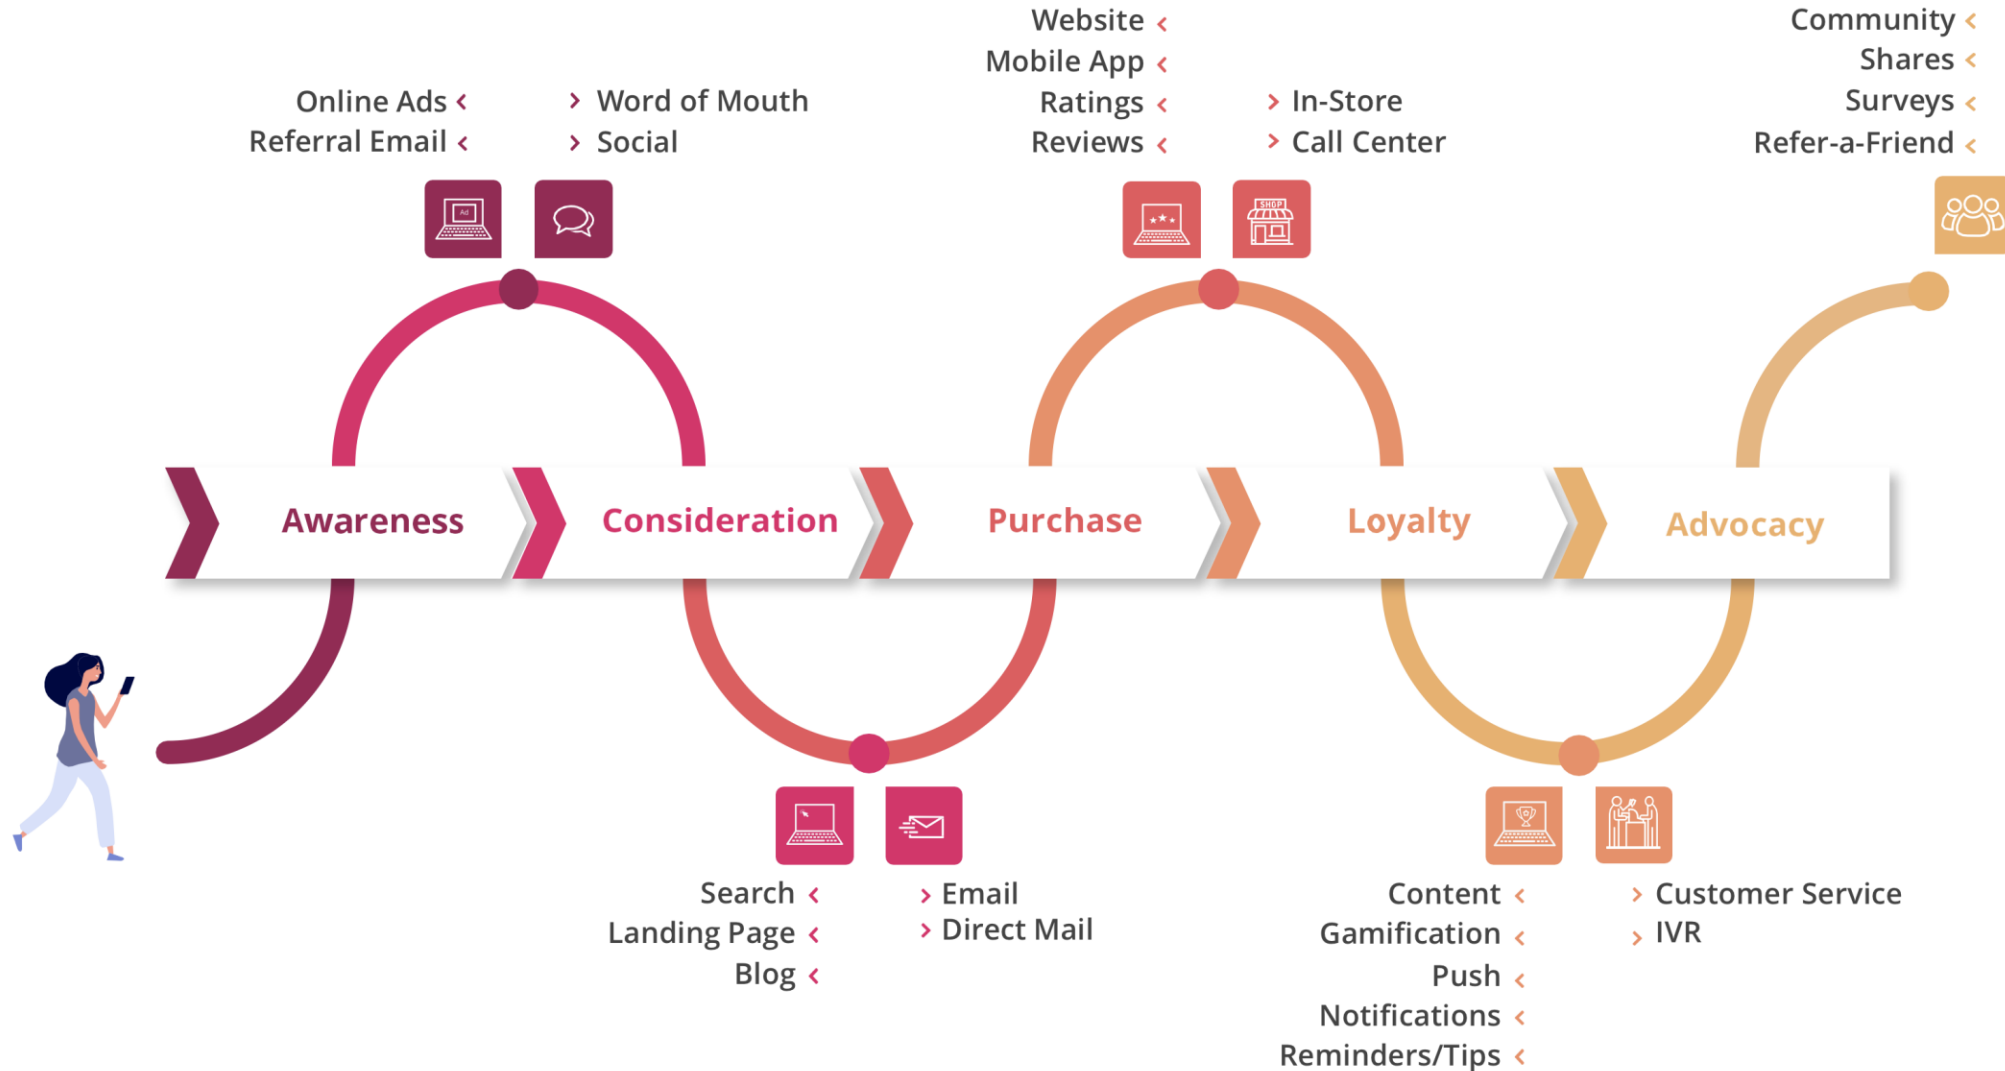 Online Ads
Referral Email
Word of Mouth
Social
Website
Mobile App
Ratings
Reviews
In-Store
Call Center
Community
Shares
Surveys
Refer-a-Friend
Ad
SHOP
Awareness
Consideration
Purchase
Loyalty
Advocacy
Search
Landing Page
Blog
Email
Direct Mail
Content
Gamification
Push
Notifications
Reminders/Tips
Customer Service
IVR